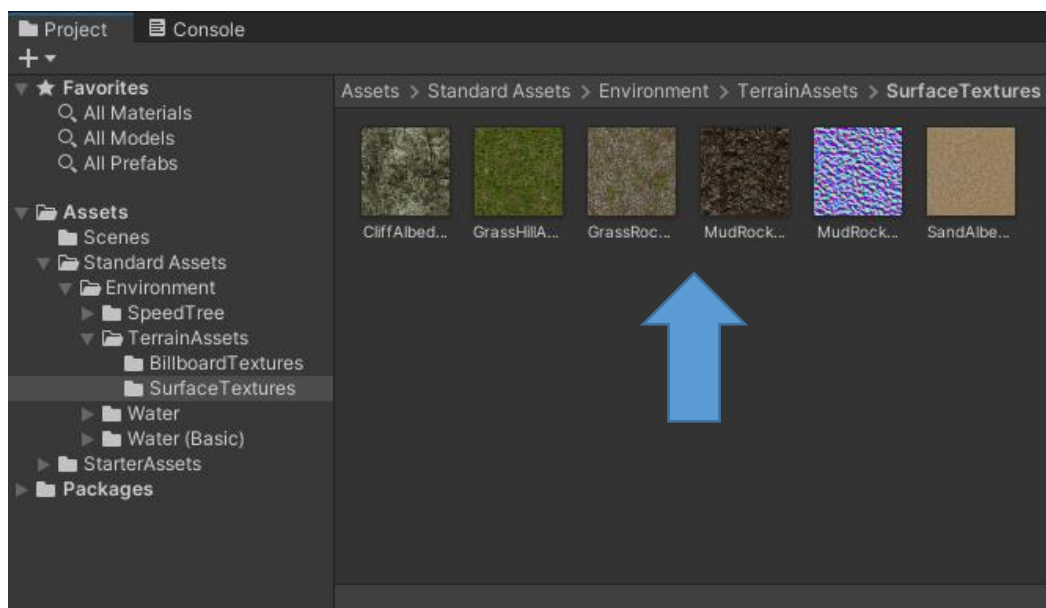 Project Console
Favorites
All Materials
All Models
All Prefabs
Assets
Scenes
Standard Assets
Environment
SpeedTree
TerrainAssets
BillboardTextures
SurfaceTextures
Water
Water (Basic)
StarterAssets
Packages
Assets > Standard Assets > Environment > TerrainAssets > SurfaceTextures
CliffAlbed... GrassHillA... GrassRoc... MudRock... MudRock... SandAlbe...